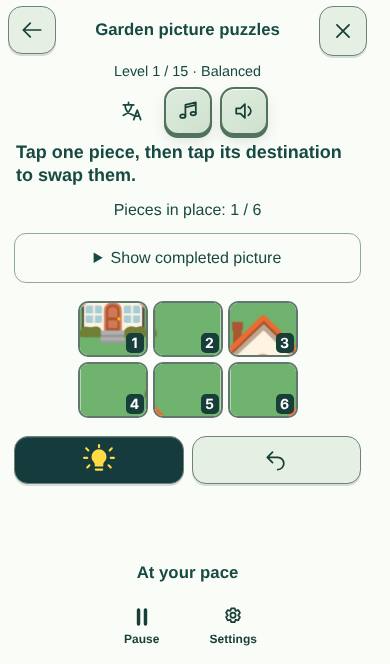 Garden picture puzzles
Level 1 / 15 · Balanced
Tap one piece, then tap its destination
to swap them.
Pieces in place: 1 / 6
Show completed picture
1
2
3
4
5
6
At your pace
Pause
Settings